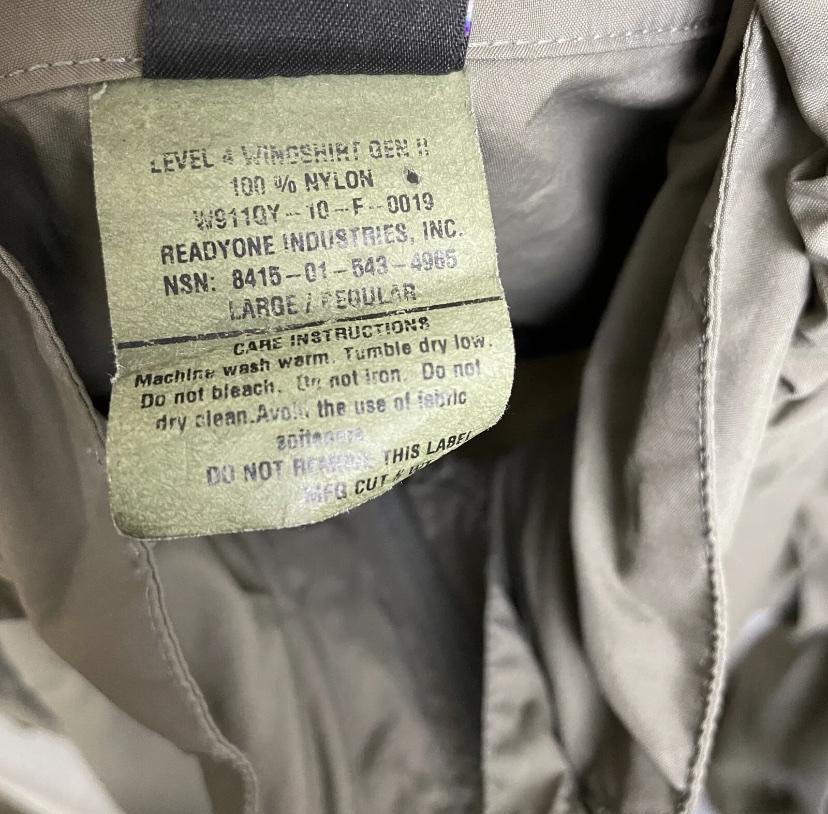 LEVEL 4 WINDSHIRT GEN II
100 % NYLON
W911QY-10-F-0019
READYONE INDUSTRIES, INC.
NSN: 8415-01-543-4965
LARGE / REGULAR
CARE INSTRUCTIONS
Machine wash warm. Tumble dry low.
Do not bleach. Do not iron. Do not
dry clean. Avoid the use of fabric
softeners.
DO NOT REMOVE THIS LABEL
MFG CUT #